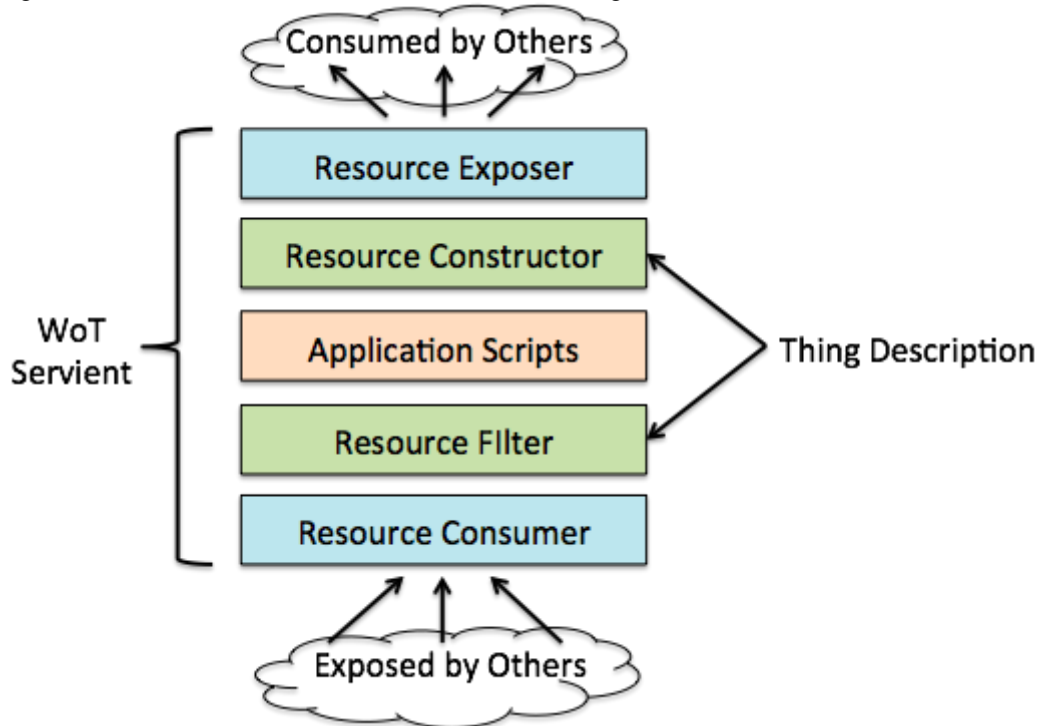 Consumed by Others
Resource Exposer
Resource Constructor
WoT
Servient
Application Scripts
Thing Description
Resource FIlter
Resource Consumer
Exposed by Others